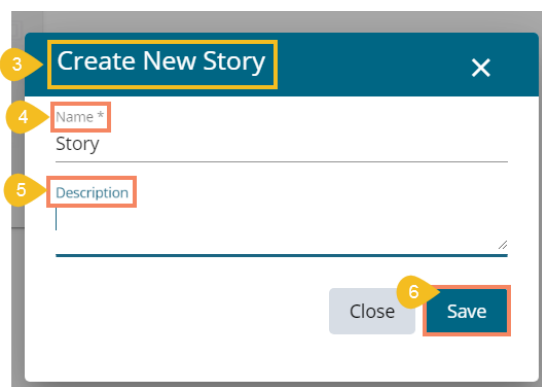 3 Create New Story ×
4 Name *
Story
5 Description
6
Close Save